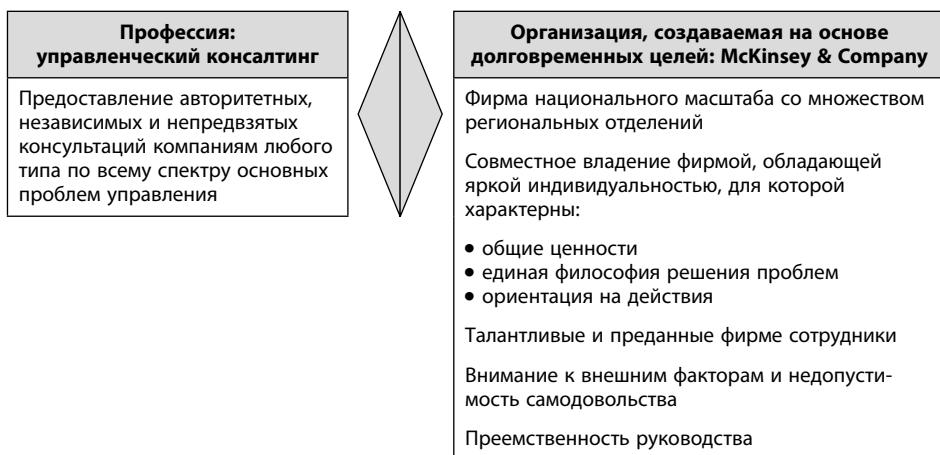 Профессия:
управленческий консалтинг
Предоставление авторитетных,
независимых и непредвзятых
консультаций компаниям любого
типа по всему спектру основных
проблем управления
Организация, создаваемая на основе
долговременных целей: McKinsey & Company
Фирма национального масштаба со множеством
региональных отделений
Совместное владение фирмой, обладающей
яркой индивидуальностью, для которой
характерны:
• общие ценности
• единая философия решения проблем
• ориентация на действия
Талантливые и преданные фирме сотрудники
Внимание к внешним факторам и недопусти-
мость самодовольства
Преемственность руководства